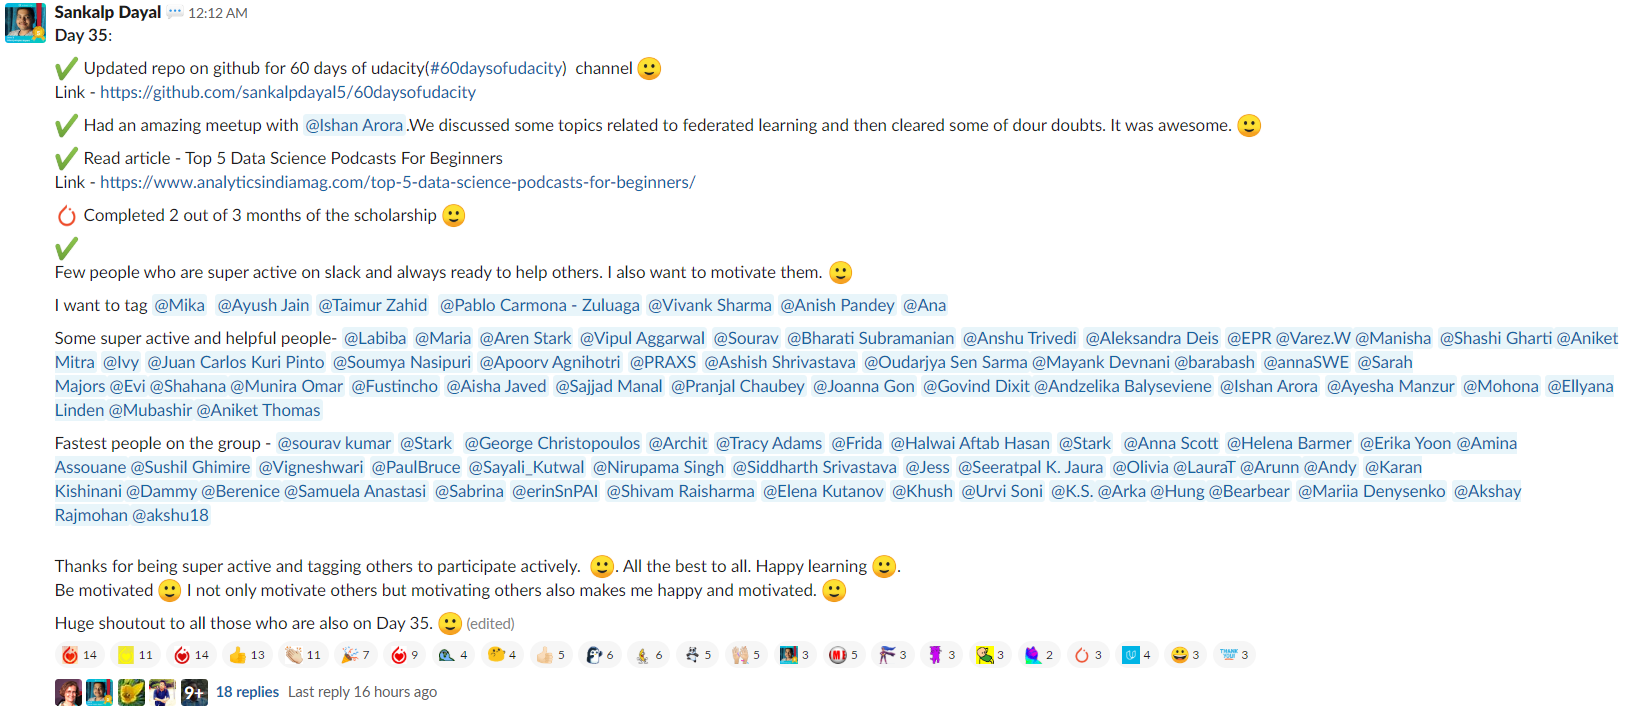 Sankalp Dayal 12:12 AM
Day 35:
Updated repo on github for 60 days of udacity(#60daysofudacity) channel
Link - https://github.com/sankalpdayal5/60daysofudacity
Had an amazing meetup with @Ishan Arora .We discussed some topics related to federated learning and then cleared some of dour doubts. It was awesome.
Read article - Top 5 Data Science Podcasts For Beginners
Link - https://www.analyticsindiamag.com/top-5-data-science-podcasts-for-beginners/
Completed 2 out of 3 months of the scholarship
Few people who are super active on slack and always ready to help others. I also want to motivate them.
I want to tag @Mika @Ayush Jain @Taimur Zahid @Pablo Carmona - Zuluaga @Vivank Sharma @Anish Pandey @Ana
Some super active and helpful people- @Labiba @Maria @Aren Stark @Vipul Aggarwal @Sourav @Bharati Subramanian @Anshu Trivedi @Aleksandra Deis @EPR @Varez.W @Manisha @Shashi Gharti @Aniket
Mitra @Ivy @Juan Carlos Kuri Pinto @Soumya Nasipuri @Apoorv Agnihotri @PRAXS @Ashish Shrivastava @Oudarjya Sen Sarma @Mayank Devnani @barabash @annaSWE @Sarah
Majors @Evi @Shahana @Munira Omar @Fustincho @Aisha Javed @Sajjad Manal @Pranjal Chaubey @Joanna Gon @Govind Dixit @Andzelika Balyseviene @Ishan Arora @Ayesha Manzur @Mohona @Ellyana
Linden @Mubashir @Aniket Thomas
Fastest people on the group - @sourav kumar @Stark @George Christopoulos @Archit @Tracy Adams @Frida @Halwai Aftab Hasan @Stark @Anna Scott @Helena Barmer @Erika Yoon @Amina
Assouane @Sushil Ghimire @Vigneshwari @PaulBruce @Sayali_Kutwal @Nirupama Singh @Siddharth Srivastava @Jess @Seeratpal K. Jaura @Olivia @LauraT @Arunn @Andy @Karan
Kishinani @Dammy @Berenice @Samuela Anastasi @Sabrina @erinSnPAI @Shivam Raisharma @Elena Kutanov @Khush @Urvi Soni @K.S. @Arka @Hung @Bearbear @Mariia Denysenko @Akshay
Rajmohan @akshu18
Thanks for being super active and tagging others to participate actively. . All the best to all. Happy learning .
Be motivated I not only motivate others but motivating others also makes me happy and motivated.
Huge shoutout to all those who are also on Day 35. (edited)
14 11 14 13 11 7 9 4 4 5 6 6 5 5 3 5 3 3 3 2 3 4 3 THANK YOU! 3
9+ 18 replies Last reply 16 hours ago